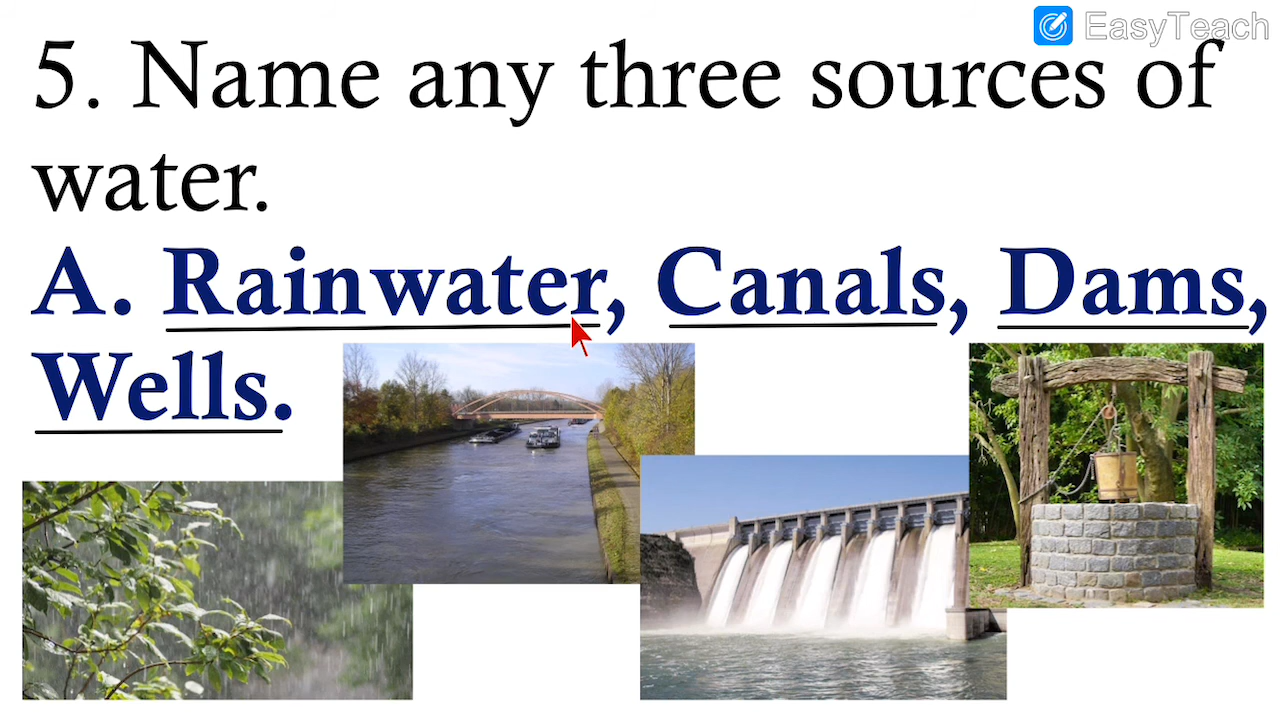 EasyTeach
5. Name any three sources of
water.
A. Rainwater, Canals, Dams,
Wells.